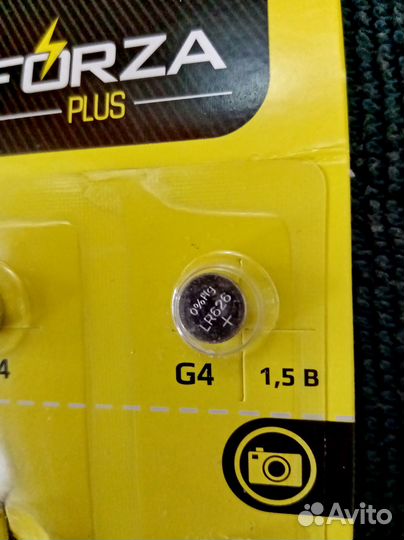 FORZA
PLUS
0%Hg
LR626
+
4
G4
1,5 В
Avito